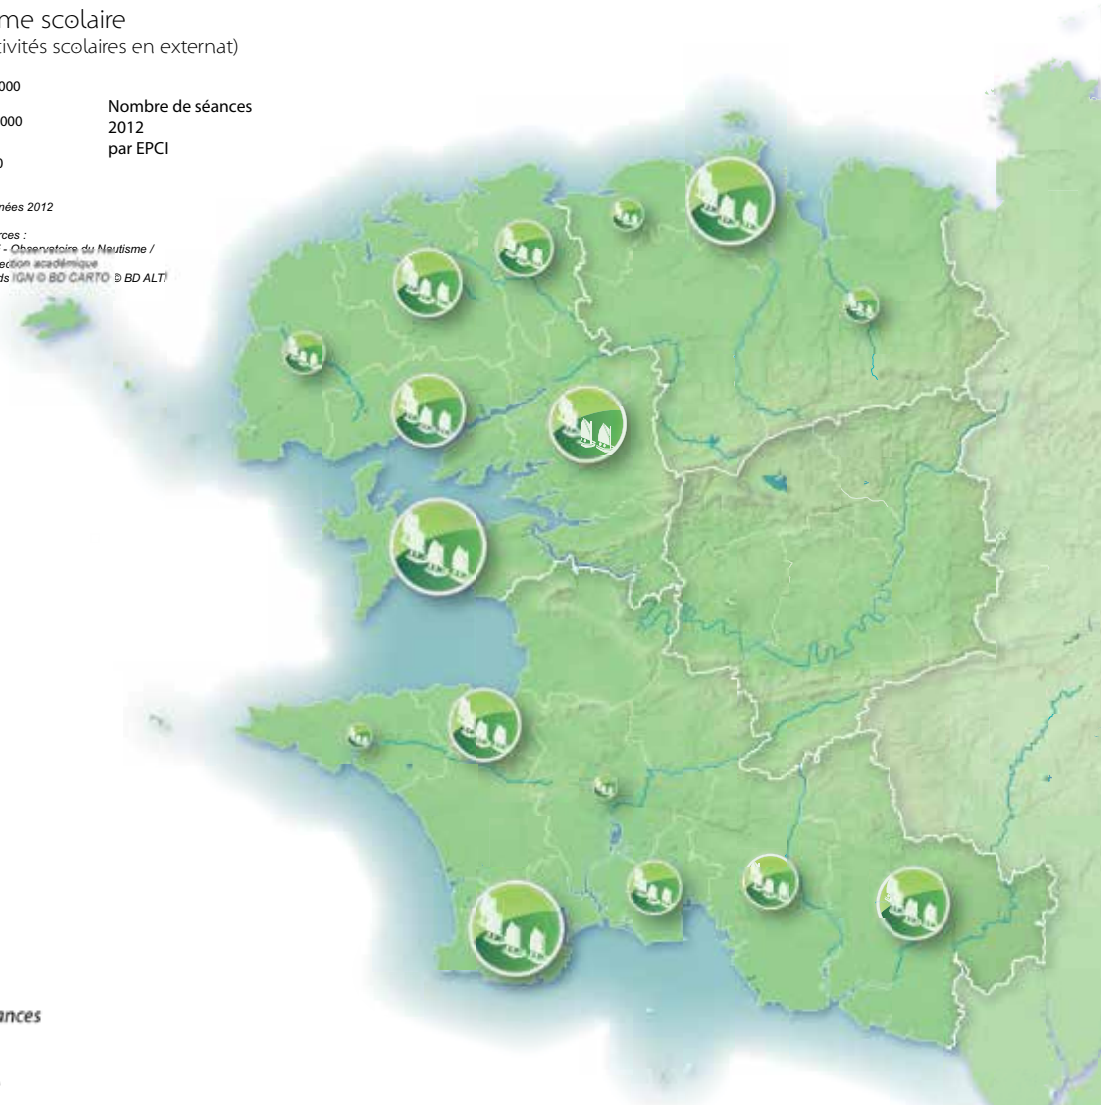 me scolaire
tivités scolaires en externat)
000
Nombre de séances
000
2012
par EPCI
0
nées 2012
rces :
- Observatoire du Nautisme /
ection académique
ds IGN © BD CARTO © BD ALTI
ances